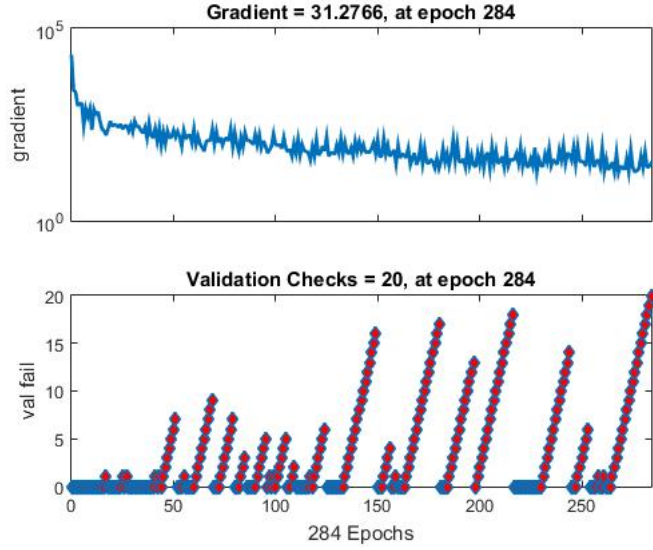 Gradient = 31.2766, at epoch 284
10^5
gradient
10^0
Validation Checks = 20, at epoch 284
20
15
val fail
10
5
0
0 50 100 150 200 250
284 Epochs